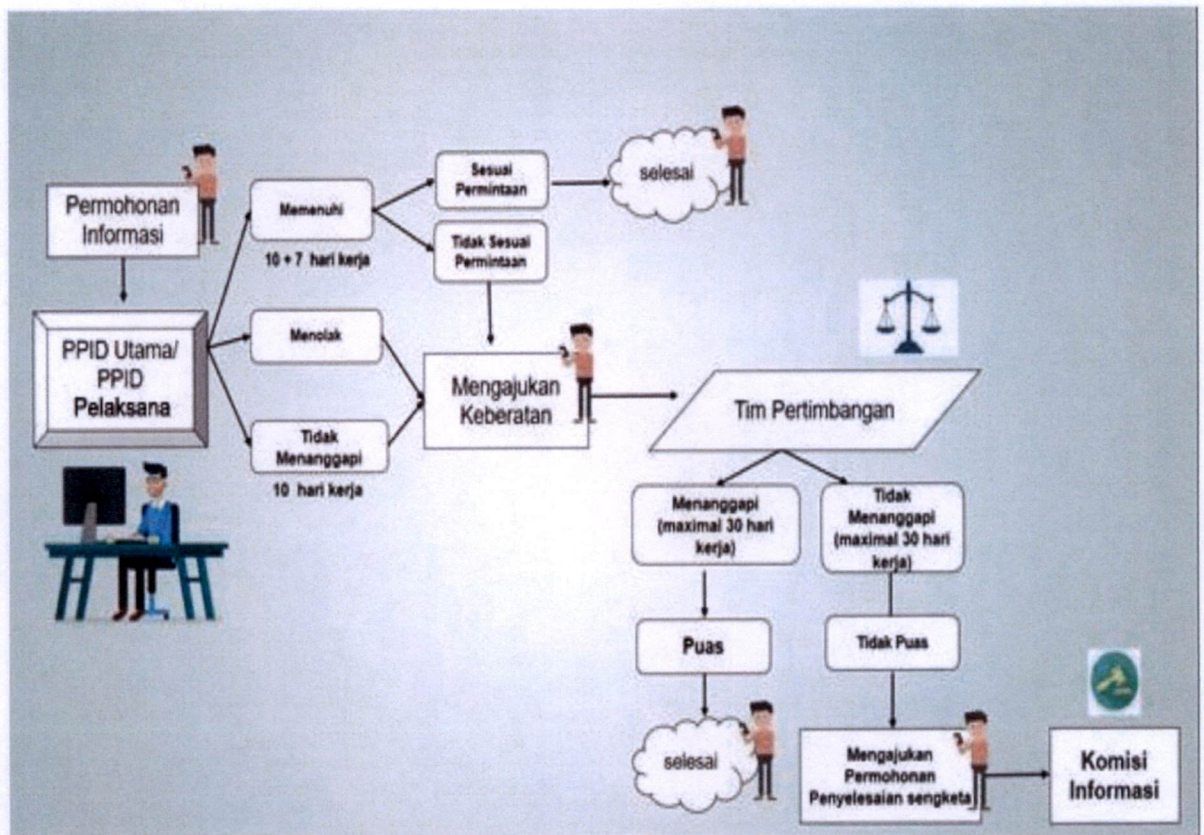 Permohonan
Informasi
PPID Utama/
PPID
Pelaksana
Memenuhi
10 + 7 hari kerja
Menolak
Tidak
Menanggapi
10 hari kerja
Sesuai
Permintaan
Tidak Sesuai
Permintaan
selesai
Mengajukan
Keberatan
Tim Pertimbangan
Menanggapi
(maximal 30 hari
kerja)
Tidak
Menanggapi
(maximal 30 hari
kerja)
Puas
Tidak Puas
selesai
Mengajukan
Permohonan
Penyelesaian sengketa
Komisi
Informasi